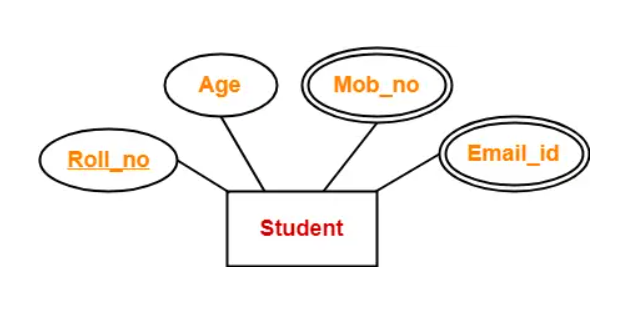 Age
Mob_no
Roll_no
Email_id
Student